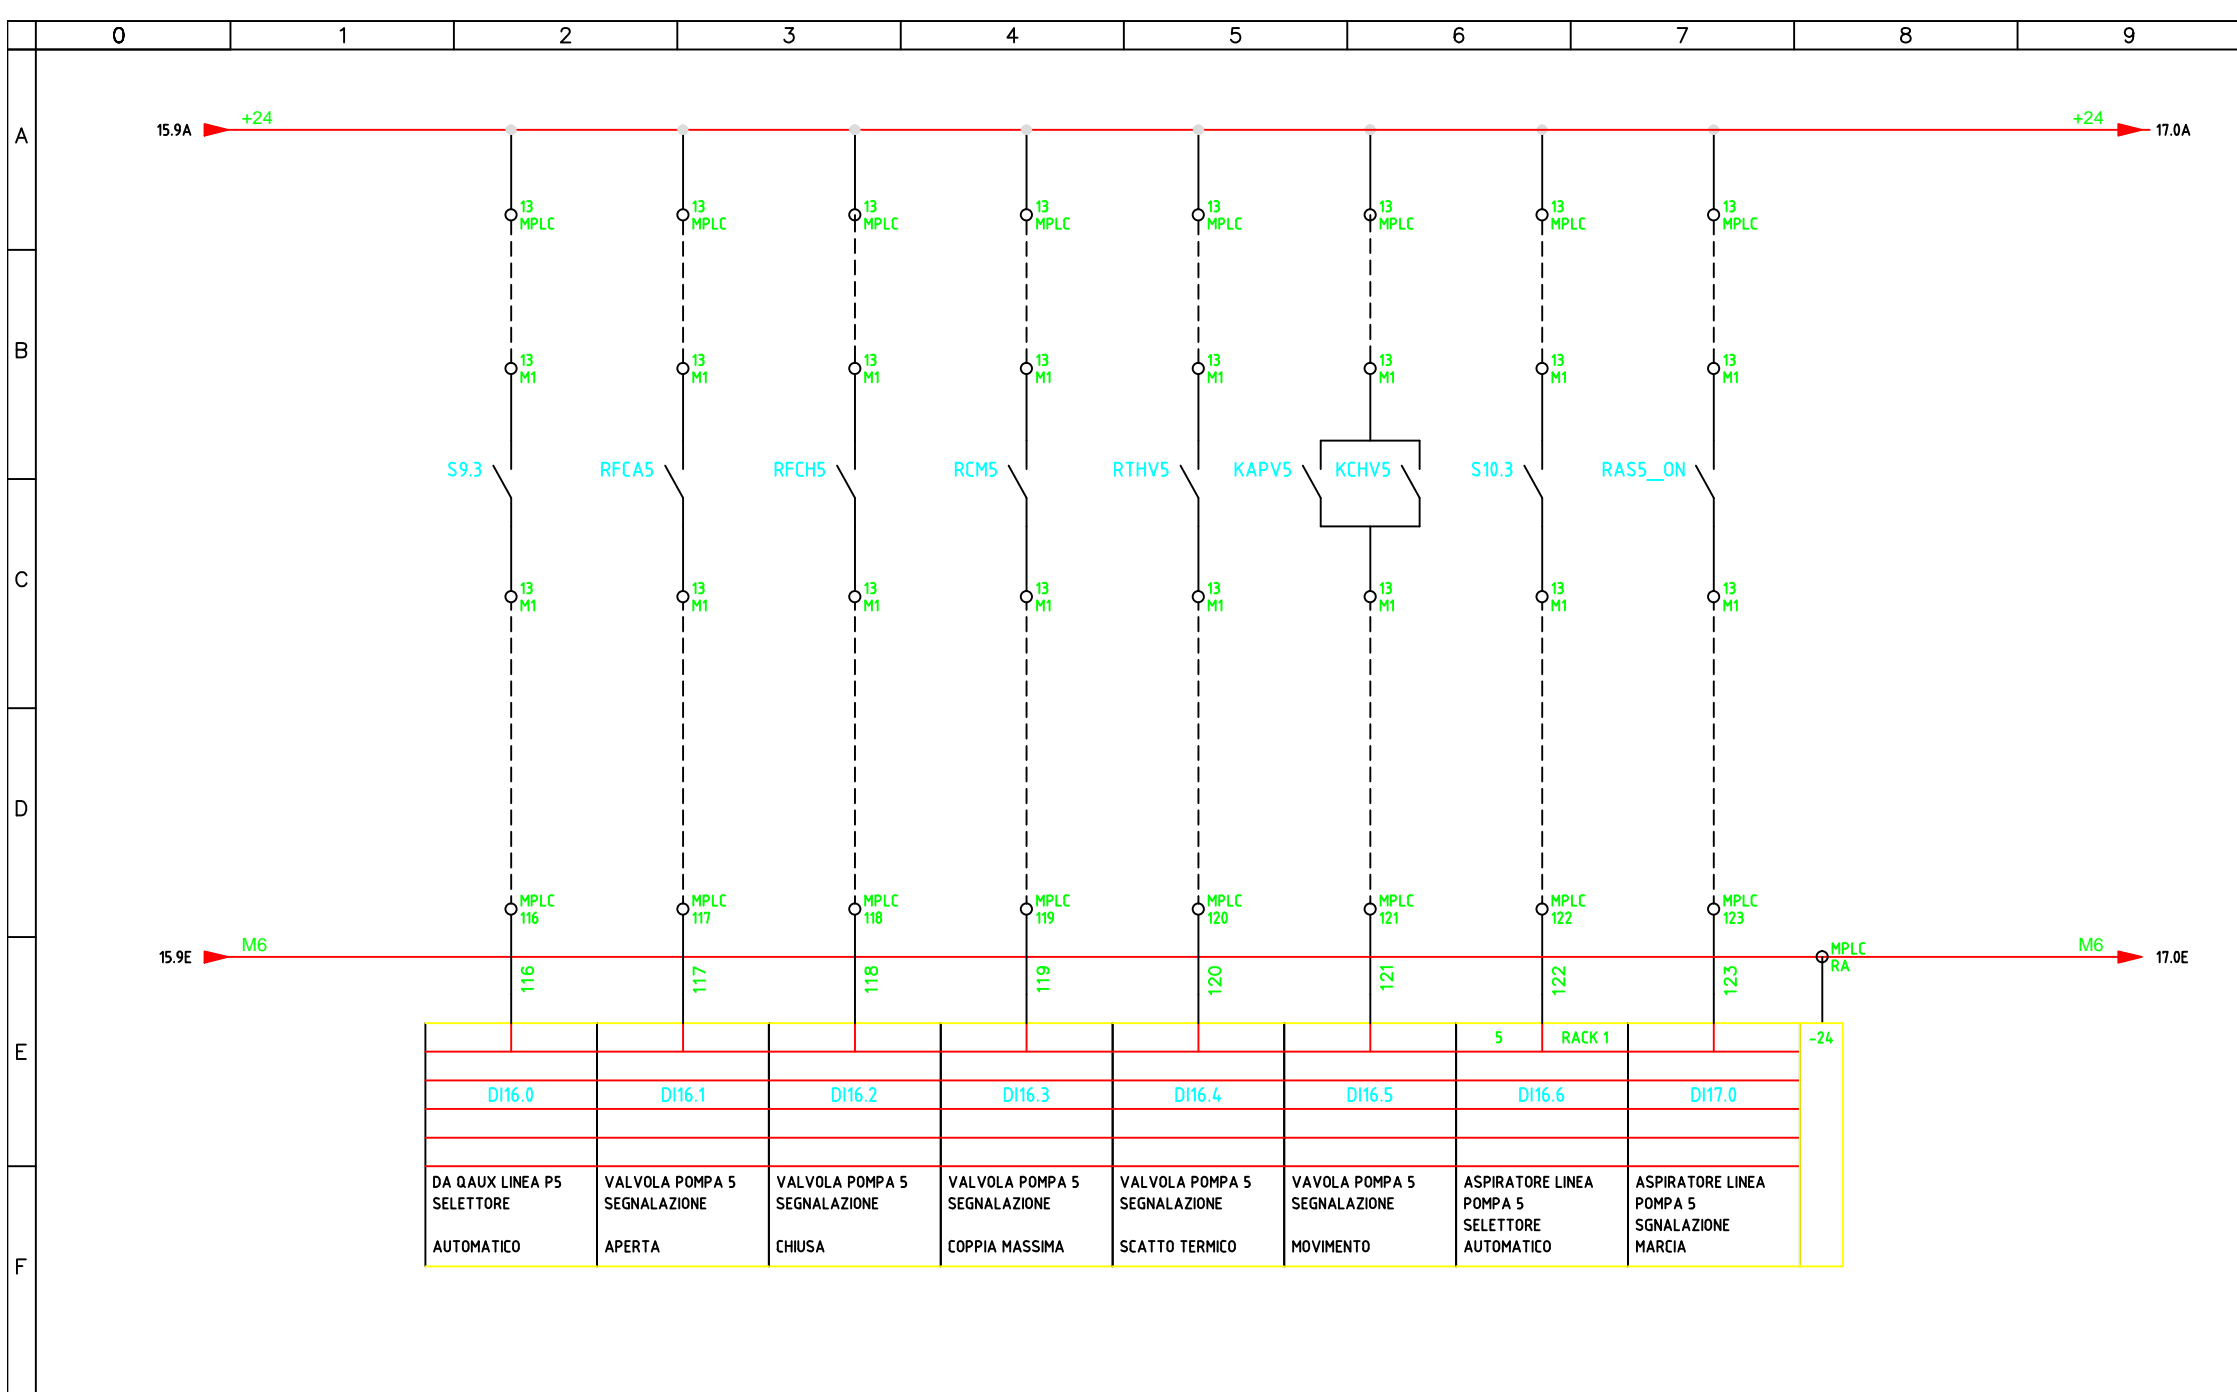 0 1 2 3 4 5 6 7 8 9
A
15.9A +24 +24 17.0A
13 13 13 13 13 13 13 13
MPLC MPLC MPLC MPLC MPLC MPLC MPLC MPLC
B
13 13 13 13 13 13 13 13
M1 M1 M1 M1 M1 M1 M1 M1
S9.3 RFCA5 RFCH5 RCM5 RTHV5 KAPV5 KCHV5 S10.3 RAS5__ON
C
13 13 13 13 13 13 13 13
M1 M1 M1 M1 M1 M1 M1 M1
D
MPLC MPLC MPLC MPLC MPLC MPLC MPLC MPLC
116 117 118 119 120 121 122 123
15.9E M6 MPLC M6 17.0E
RA
116 117 118 119 120 121 122 123
E
5 RACK 1 -24
DI16.0 DI16.1 DI16.2 DI16.3 DI16.4 DI16.5 DI16.6 DI17.0
DA QAUX LINEA P5
SELETTORE
AUTOMATICO
VALVOLA POMPA 5
SEGNALAZIONE
APERTA
VALVOLA POMPA 5
SEGNALAZIONE
CHIUSA
VALVOLA POMPA 5
SEGNALAZIONE
COPPIA MASSIMA
VALVOLA POMPA 5
SEGNALAZIONE
SCATTO TERMICO
VAVOLA POMPA 5
SEGNALAZIONE
MOVIMENTO
ASPIRATORE LINEA
POMPA 5
SELETTORE
AUTOMATICO
ASPIRATORE LINEA
POMPA 5
SGNALAZIONE
MARCIA
F